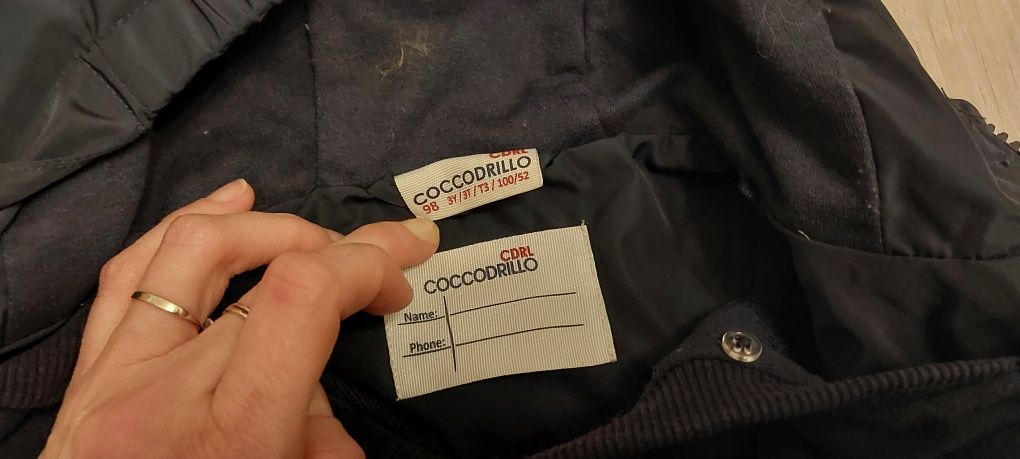 CDRL
COCCODRILLO
98 3Y / 3T / T3 / 100/52
CDRL
COCCODRILLO
Name:
Phone: